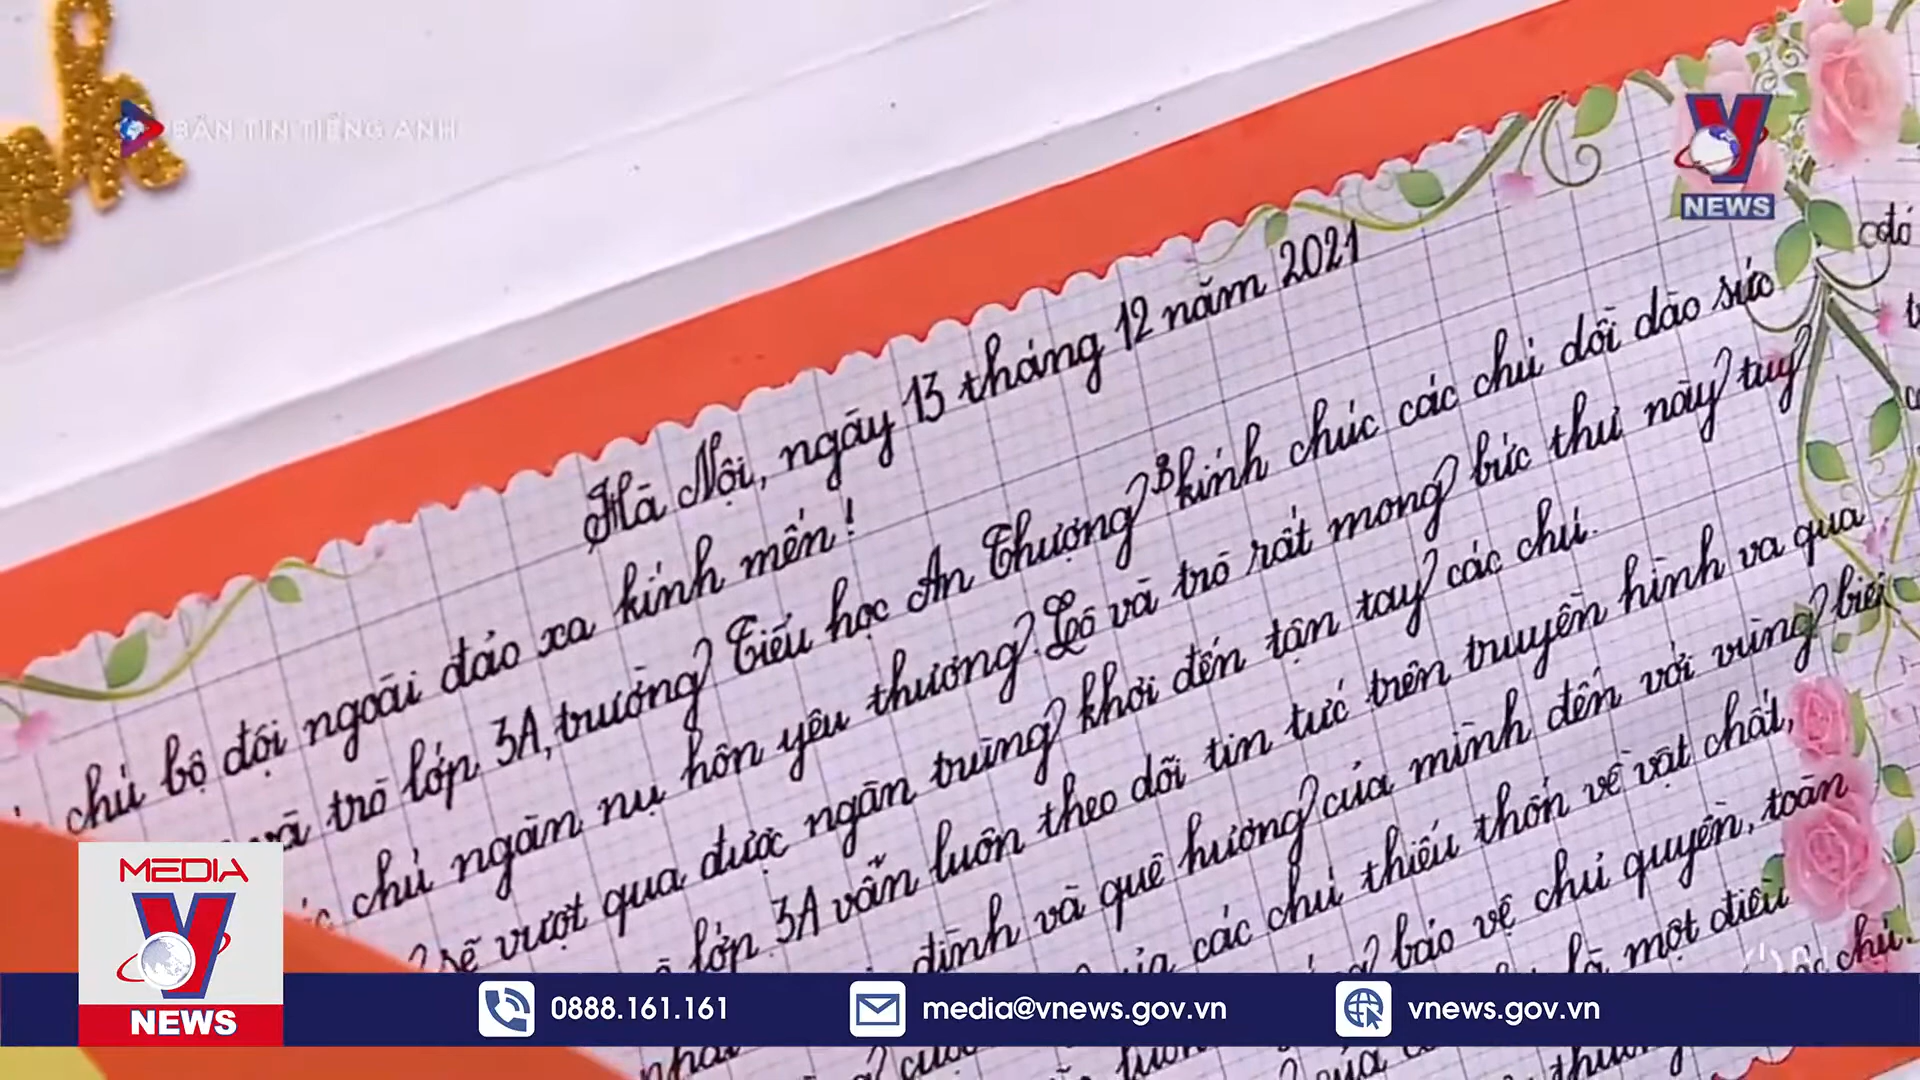 BẢN TIN TIẾNG ANH
NEWS
Hà Nội, ngày 13 tháng 12 năm 2021
chú bộ đội ngoài đảo xa kính mến!
và trò lớp 3A, trường Tiểu học An Thượng B kính chúc các chú dồi dào sức
chú ngàn nụ hôn yêu thương. Cô và trò rất mong bức thư này tuy
sẽ vượt qua được ngàn trùng khơi đến tận tay các chú.
lớp 3A vẫn luôn theo dõi tin tức trên truyền hình và qua
đình và quê hương của mình đến với vùng biển
các chú thiếu thốn về vật chất,
bảo vệ chủ quyền, toàn
là một điều
chú.
MEDIA
NEWS
0888.161.161
media@vnews.gov.vn
vnews.gov.vn